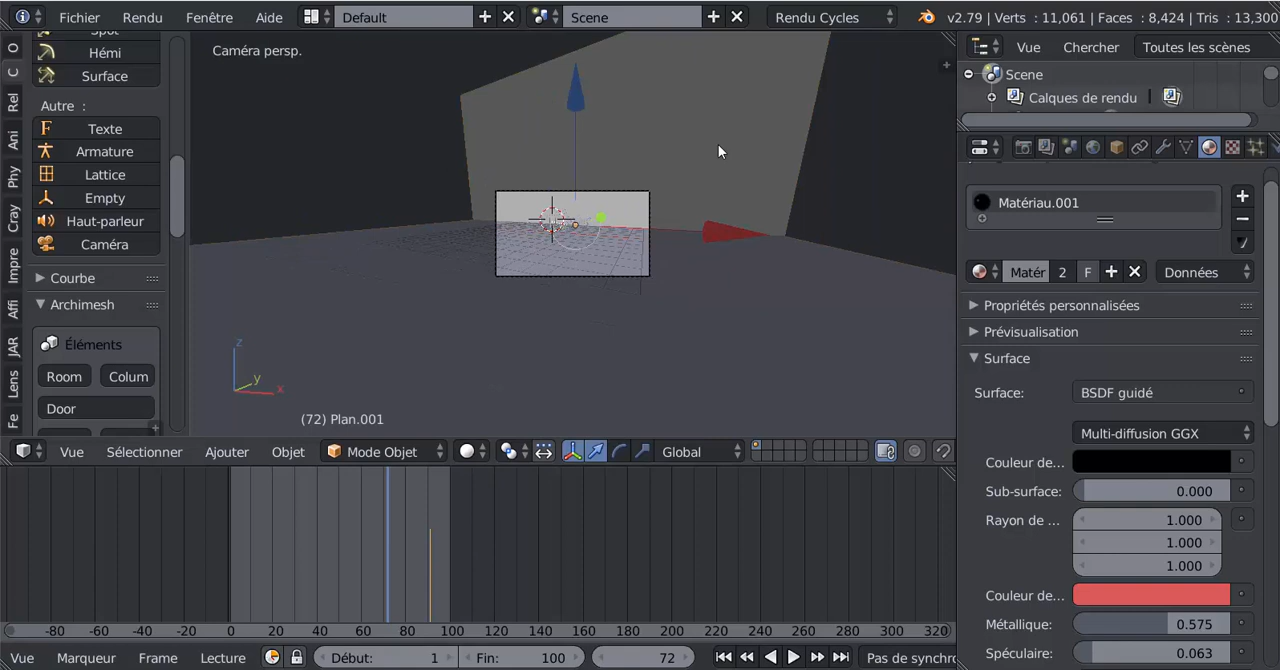 Fichier Rendu Fenêtre Aide Default Scene Rendu Cycles v2.79 | Verts : 11,061 | Faces : 8,424 | Tris : 13,300
Hémi
Surface
Autre :
Texte
Armature
Lattice
Empty
Haut-parleur
Caméra
Courbe
Archimesh
Éléments
Room Colum
Door
O
C
Rel
Ani
Phy
Cray
Impre
Affi
JAR
Lens
Fe
Caméra persp.
z
y
x
(72) Plan.001
Vue Sélectionner Ajouter Objet Mode Objet Global
-80 -60 -40 -20 0 20 40 60 80 100 120 140 160 180 200 220 240 260 280 300 320
Vue Marqueur Frame Lecture Début: 1 Fin: 100 72 Pas de synchro
Vue Chercher Toutes les scènes
Scene
Calques de rendu
Matériau.001
Matér 2 F Données
Propriétés personnalisées
Prévisualisation
Surface
Surface: BSDF guidé
Multi-diffusion GGX
Couleur de...
Sub-surface: 0.000
Rayon de ... 1.000
1.000
1.000
Couleur de...
Métallique: 0.575
Spéculaire: 0.063